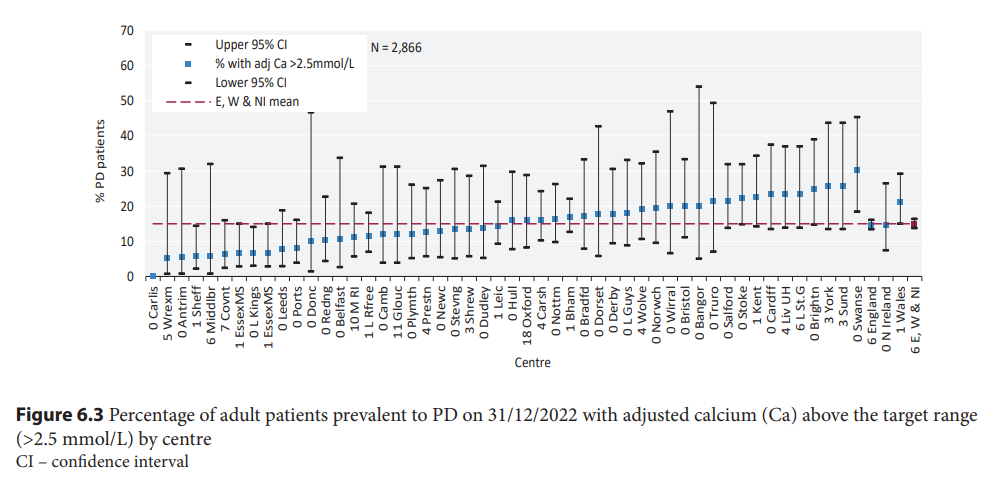 70
60
50
40
30
20
10
0
% PD patients
Upper 95% CI
% with adj Ca >2.5mmol/L
Lower 95% CI
E, W & NI mean
N = 2,866
0 Carlis
5 Wrexm
0 Antrim
1 Sheff
6 Middlbr
7 Covnt
1 EssexMS
0 L Kings
1 EssexMS
0 Leeds
0 Ports
0 Donc
0 Redng
0 Belfast
10 M RI
1 L Rfree
0 Camb
11 Glouc
0 Plymth
4 Prestn
0 Newc
0 Stevng
3 Shrew
0 Dudley
1 Leic
0 Hull
18 Oxford
4 Carsh
0 Nottm
1 Bham
0 Bradfd
0 Dorset
0 Derby
0 L Guys
4 Wolve
0 Norwch
0 Wirral
0 Bristol
0 Bangor
0 Truro
0 Salford
0 Stoke
1 Kent
0 Cardff
4 Liv UH
6 L St.G
0 Brightn
3 York
3 Sund
0 Swanse
6 England
0 N Ireland
1 Wales
6 E, W & NI
Centre
Figure 6.3 Percentage of adult patients prevalent to PD on 31/12/2022 with adjusted calcium (Ca) above the target range
(>2.5 mmol/L) by centre
CI – confidence interval